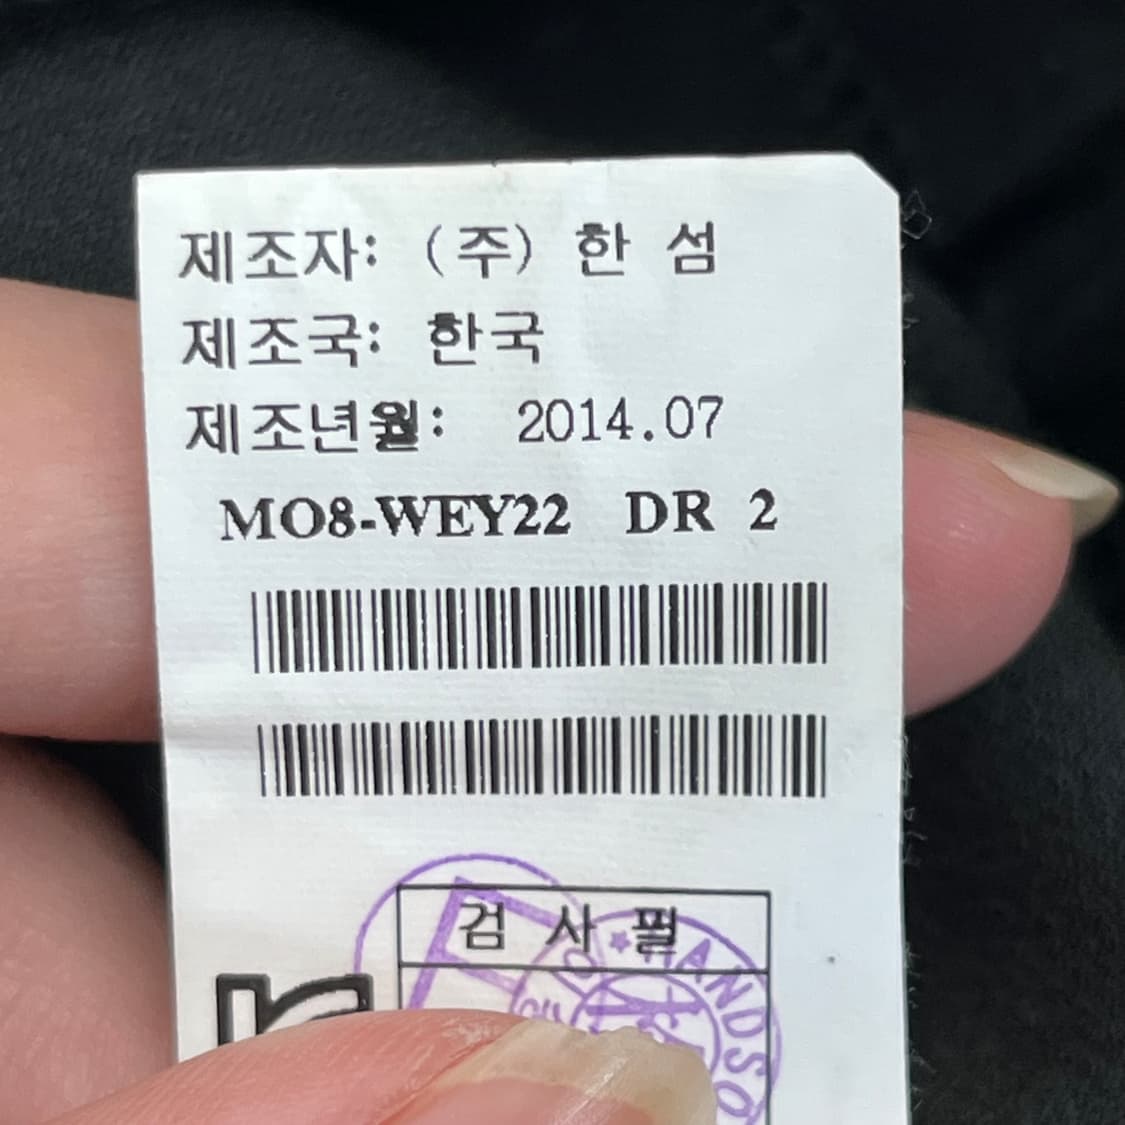 제조자: (주) 한 섬
제조국: 한국
제조년월: 2014.07
MO8-WEY22 DR 2
검 사 필
HANDSO